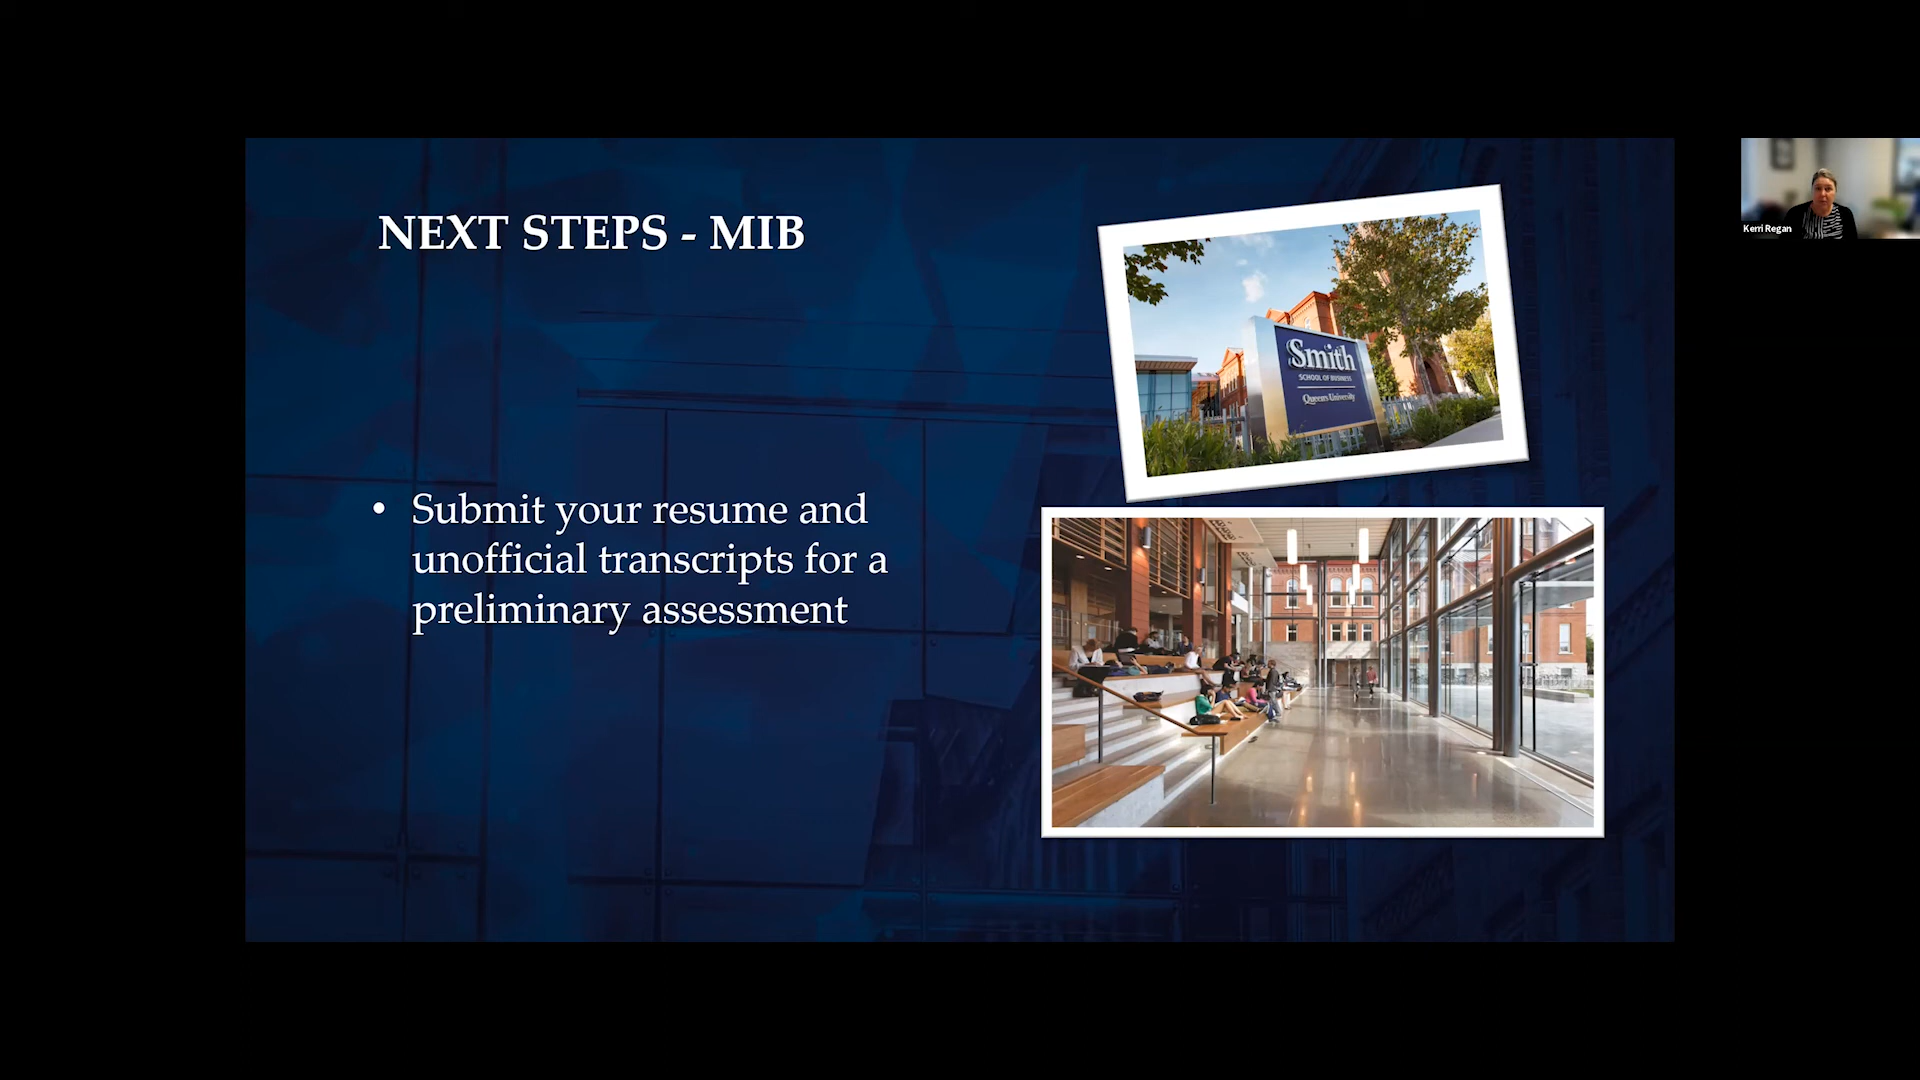 NEXT STEPS - MIB
Smith
SCHOOL OF BUSINESS
Queen's University
Kerri Regan
• Submit your resume and
unofficial transcripts for a
preliminary assessment